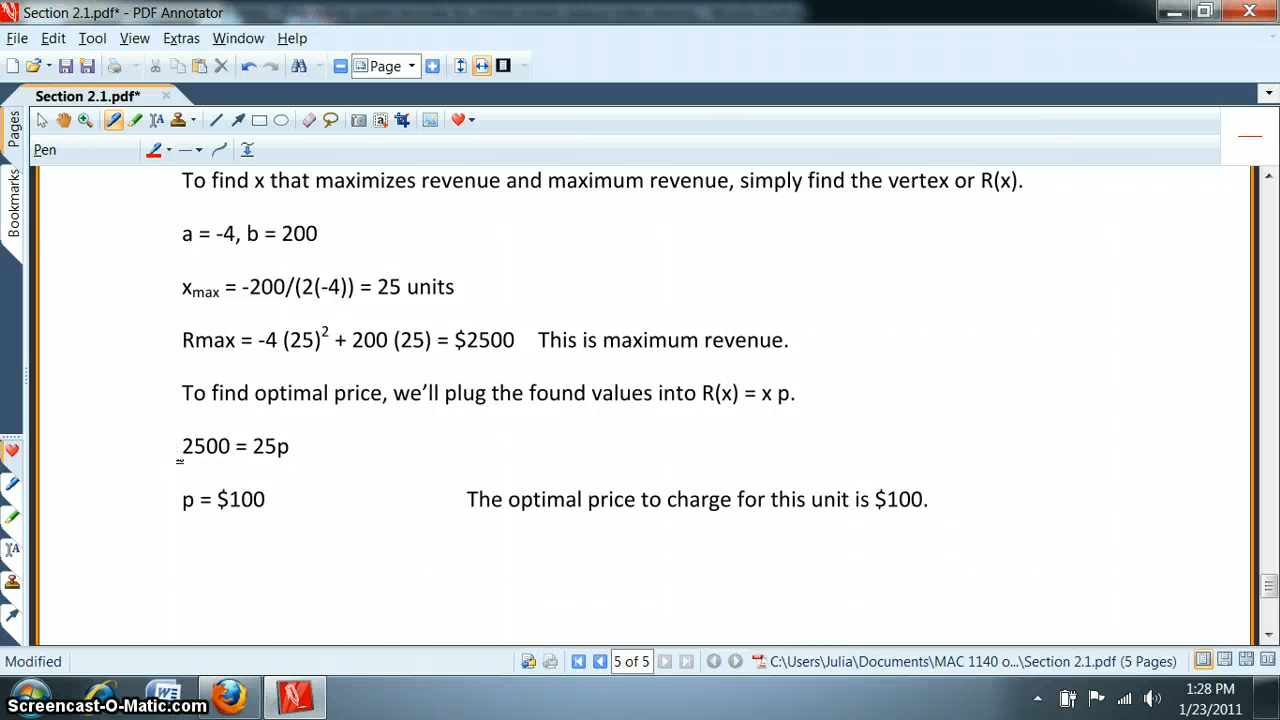 Section 2.1.pdf* - PDF Annotator
File Edit Tool View Extras Window Help
Page
Section 2.1.pdf*
Pages
Bookmarks
Pen
To find x that maximizes revenue and maximum revenue, simply find the vertex or R(x).
a = -4, b = 200
xmax = -200/(2(-4)) = 25 units
Rmax = -4 (25)² + 200 (25) = $2500 This is maximum revenue.
To find optimal price, we’ll plug the found values into R(x) = x p.
2500 = 25p
p = $100 The optimal price to charge for this unit is $100.
Modified
5 of 5
C:\Users\Julia\Documents\MAC 1140 o...\Section 2.1.pdf (5 Pages)
Screencast-O-Matic.com
1:28 PM
1/23/2011